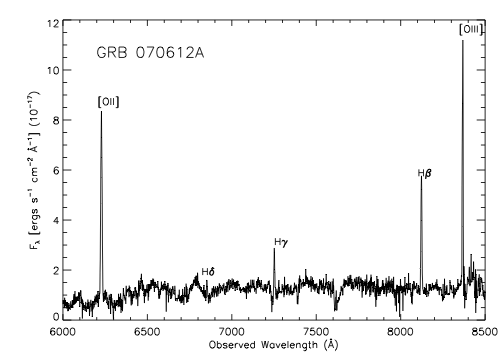 GRB 070612A
[OII]
[OIII]
Hβ
Hγ
Hδ
12
10
8
6
4
2
0
6000 6500 7000 7500 8000 8500
Observed Wavelength (Å)
Fλ [ergs s⁻¹ cm⁻² Å⁻¹] (10⁻¹⁷)